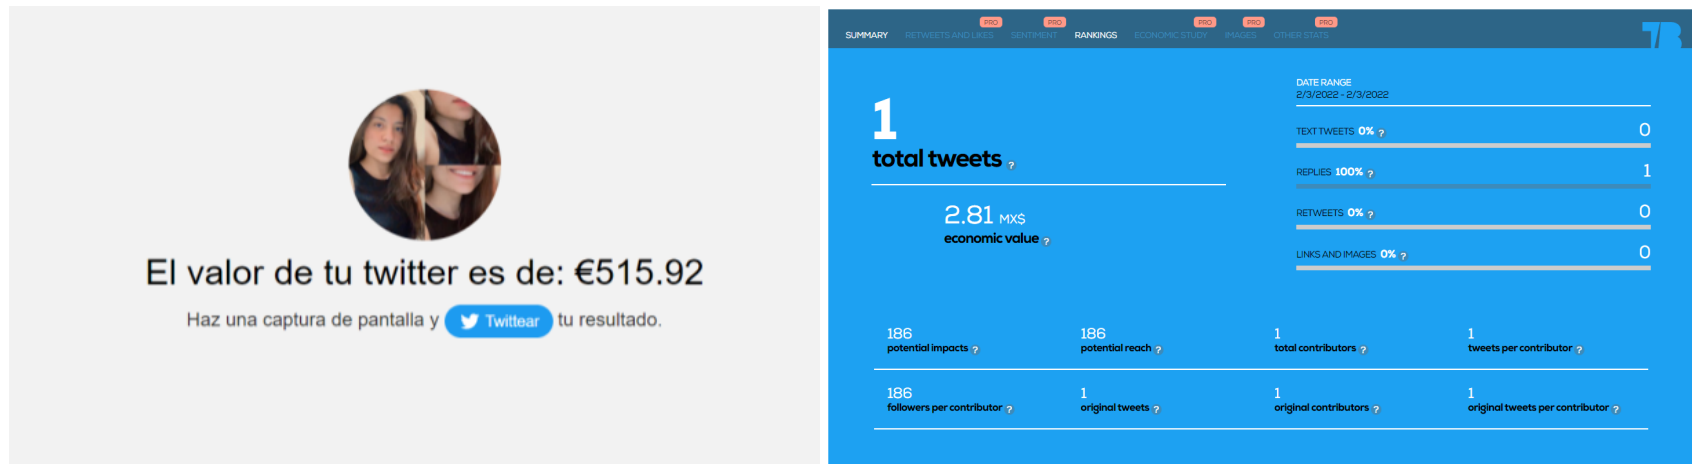 El valor de tu twitter es de: €515.92
Haz una captura de pantalla y Twittear tu resultado.
PRO PRO PRO PRO PRO
SUMMARY RETWEETS AND LIKES SENTIMENT RANKINGS ECONOMIC STUDY IMAGES OTHER STATS
TB
1
total tweets ?
2.81 MX$
economic value ?
DATE RANGE
2/3/2022 - 2/3/2022
TEXT TWEETS 0% ? 0
REPLIES 100% ? 1
RETWEETS 0% ? 0
LINKS AND IMAGES 0% ? 0
186 186 1 1
potential impacts ? potential reach ? total contributors ? tweets per contributor ?
186 1 1 1
followers per contributor ? original tweets ? original contributors ? original tweets per contributor ?